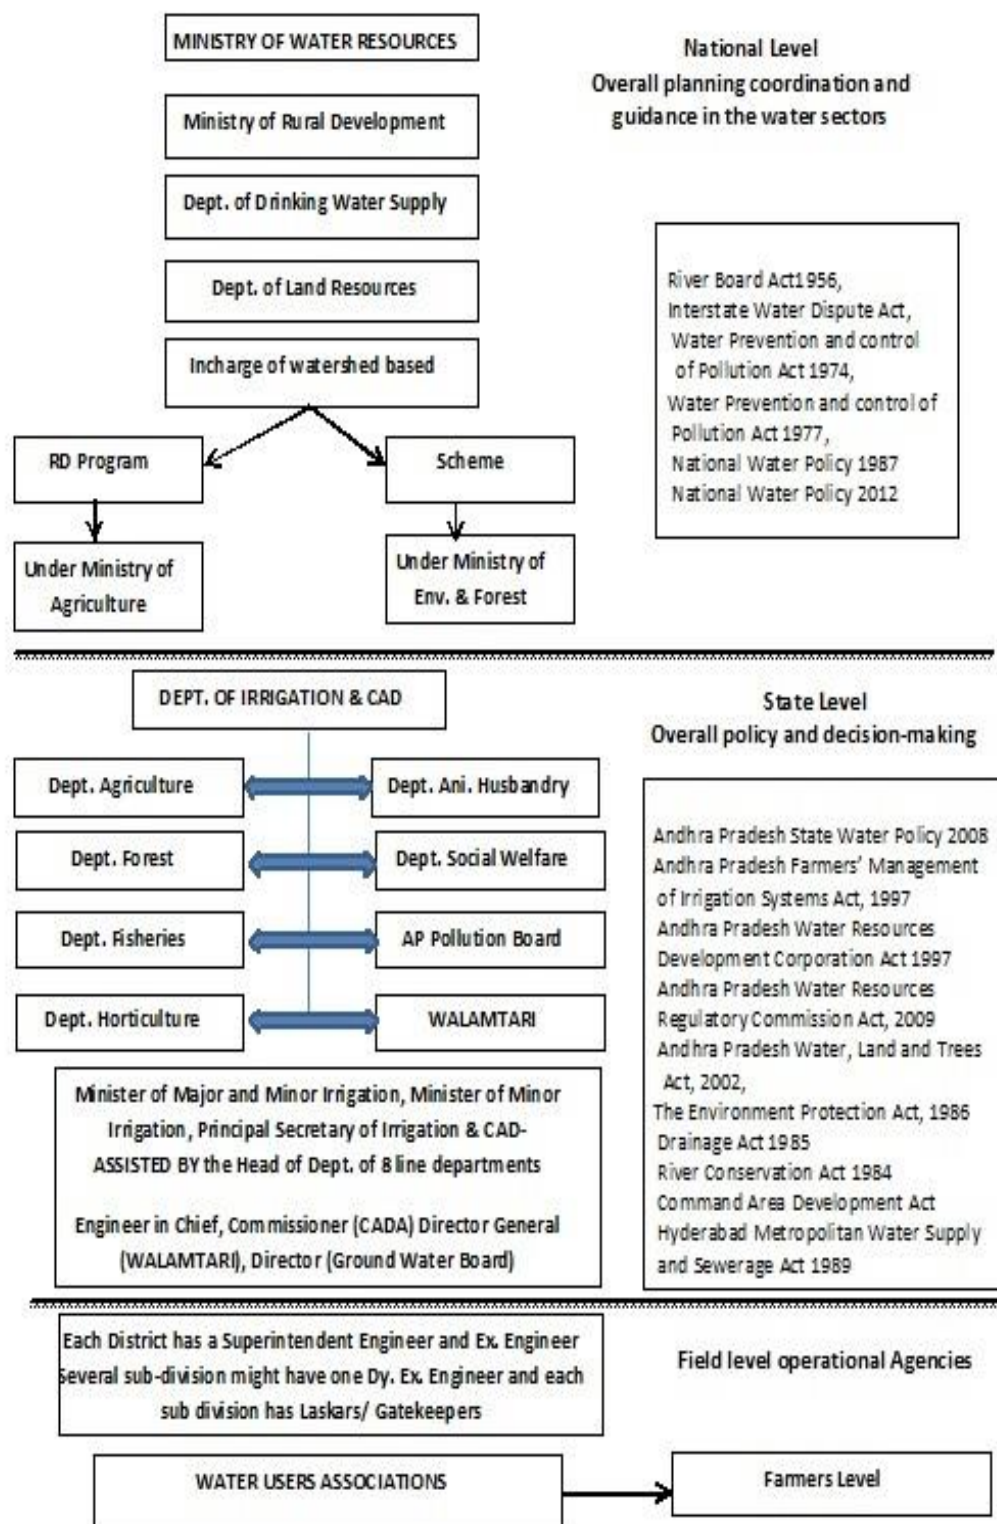 MINISTRY OF WATER RESOURCES
National Level
Overall planning coordination and
guidance in the water sectors
Ministry of Rural Development
Dept. of Drinking Water Supply
Dept. of Land Resources
Incharge of watershed based
RD Program
Scheme
Under Ministry of
Agriculture
Under Ministry of
Env. & Forest
River Board Act1956,
Interstate Water Dispute Act,
Water Prevention and control
of Pollution Act 1974,
Water Prevention and control of
Pollution Act 1977,
National Water Policy 1987
National Water Policy 2012
DEPT. OF IRRIGATION & CAD
State Level
Overall policy and decision-making
Dept. Agriculture
Dept. Ani. Husbandry
Dept. Forest
Dept. Social Welfare
Dept. Fisheries
AP Pollution Board
Dept. Horticulture
WALAMTARI
Minister of Major and Minor Irrigation, Minister of Minor
Irrigation, Principal Secretary of Irrigation & CAD-
ASSISTED BY the Head of Dept. of 8 line departments
Engineer in Chief, Commissioner (CADA) Director General
(WALAMTARI), Director (Ground Water Board)
Andhra Pradesh State Water Policy 2008
Andhra Pradesh Farmers' Management
of Irrigation Systems Act, 1997
Andhra Pradesh Water Resources
Development Corporation Act 1997
Andhra Pradesh Water Resources
Regulatory Commission Act, 2009
Andhra Pradesh Water, Land and Trees
Act, 2002,
The Environment Protection Act, 1986
Drainage Act 1985
River Conservation Act 1984
Command Area Development Act
Hyderabad Metropolitan Water Supply
and Sewerage Act 1989
Each District has a Superintendent Engineer and Ex. Engineer
Several sub-division might have one Dy. Ex. Engineer and each
sub division has Laskars/ Gatekeepers
Field level operational Agencies
WATER USERS ASSOCIATIONS
Farmers Level